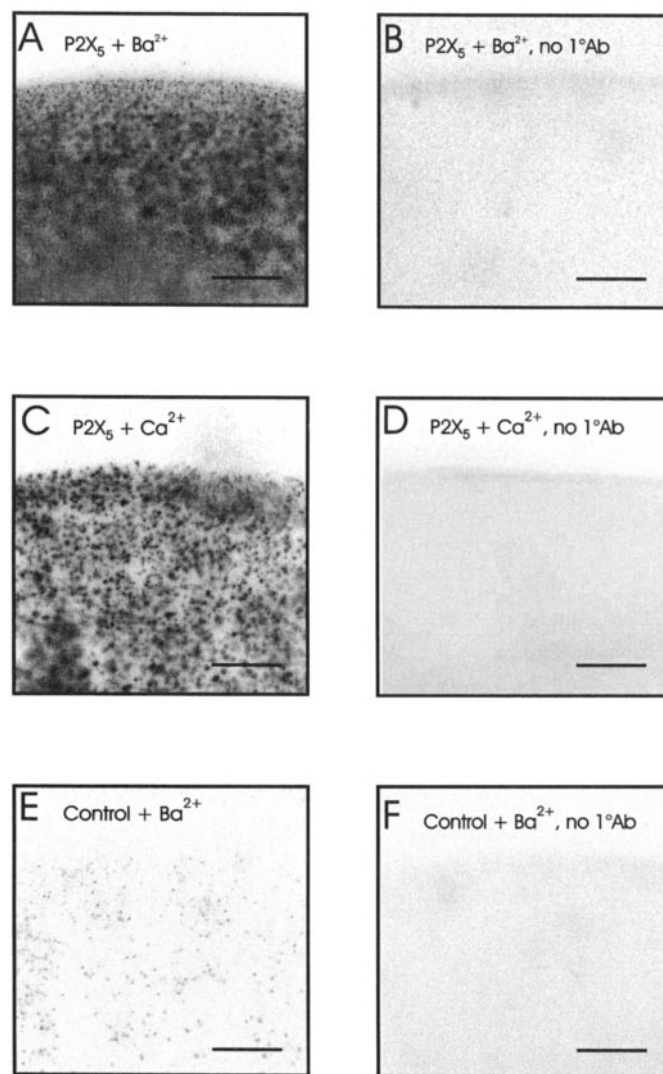 A P2X₅ + Ba²⁺
B P2X₅ + Ba²⁺, no 1°Ab
C P2X₅ + Ca²⁺
D P2X₅ + Ca²⁺, no 1°Ab
E Control + Ba²⁺
F Control + Ba²⁺, no 1°Ab